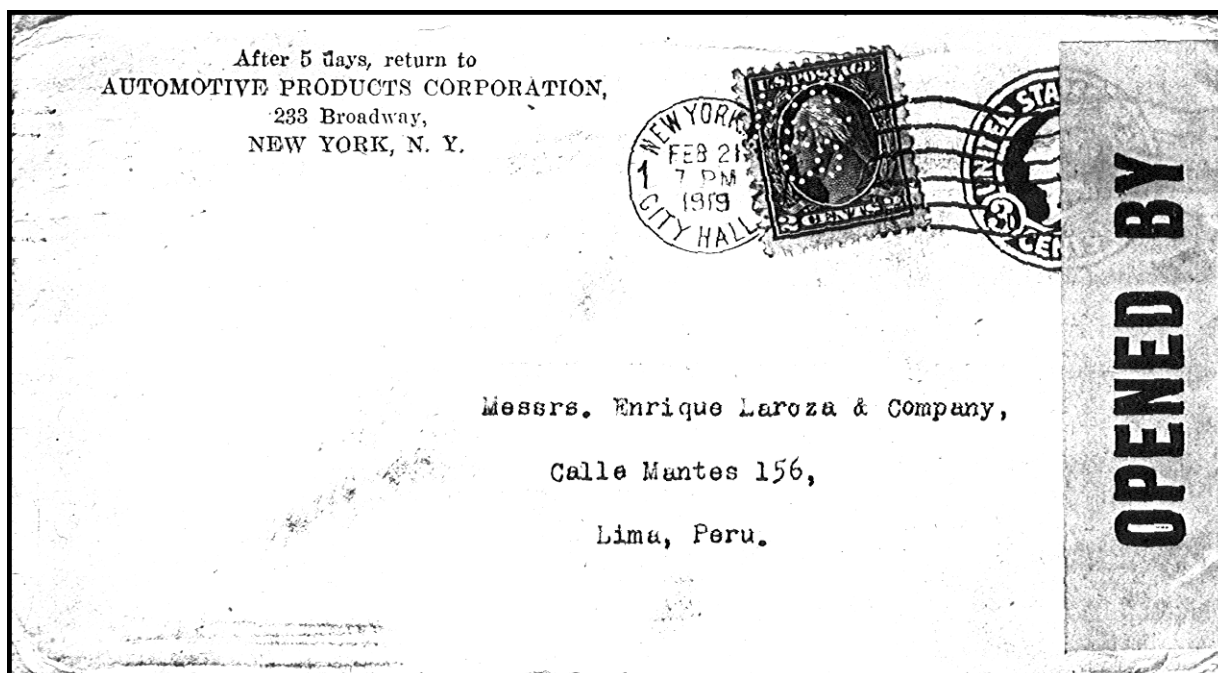 After 5 days, return to
AUTOMOTIVE PRODUCTS CORPORATION,
233 Broadway,
NEW YORK, N. Y.
NEW YORK,
FEB 21
7 PM
1919
1
CITY HALL
U.S. POSTAGE
2 CENTS 2
UNITED STA
3
CEN
OPENED BY
Messrs. Enrique Laroza & Company,
Calle Mantes 156,
Lima, Peru.